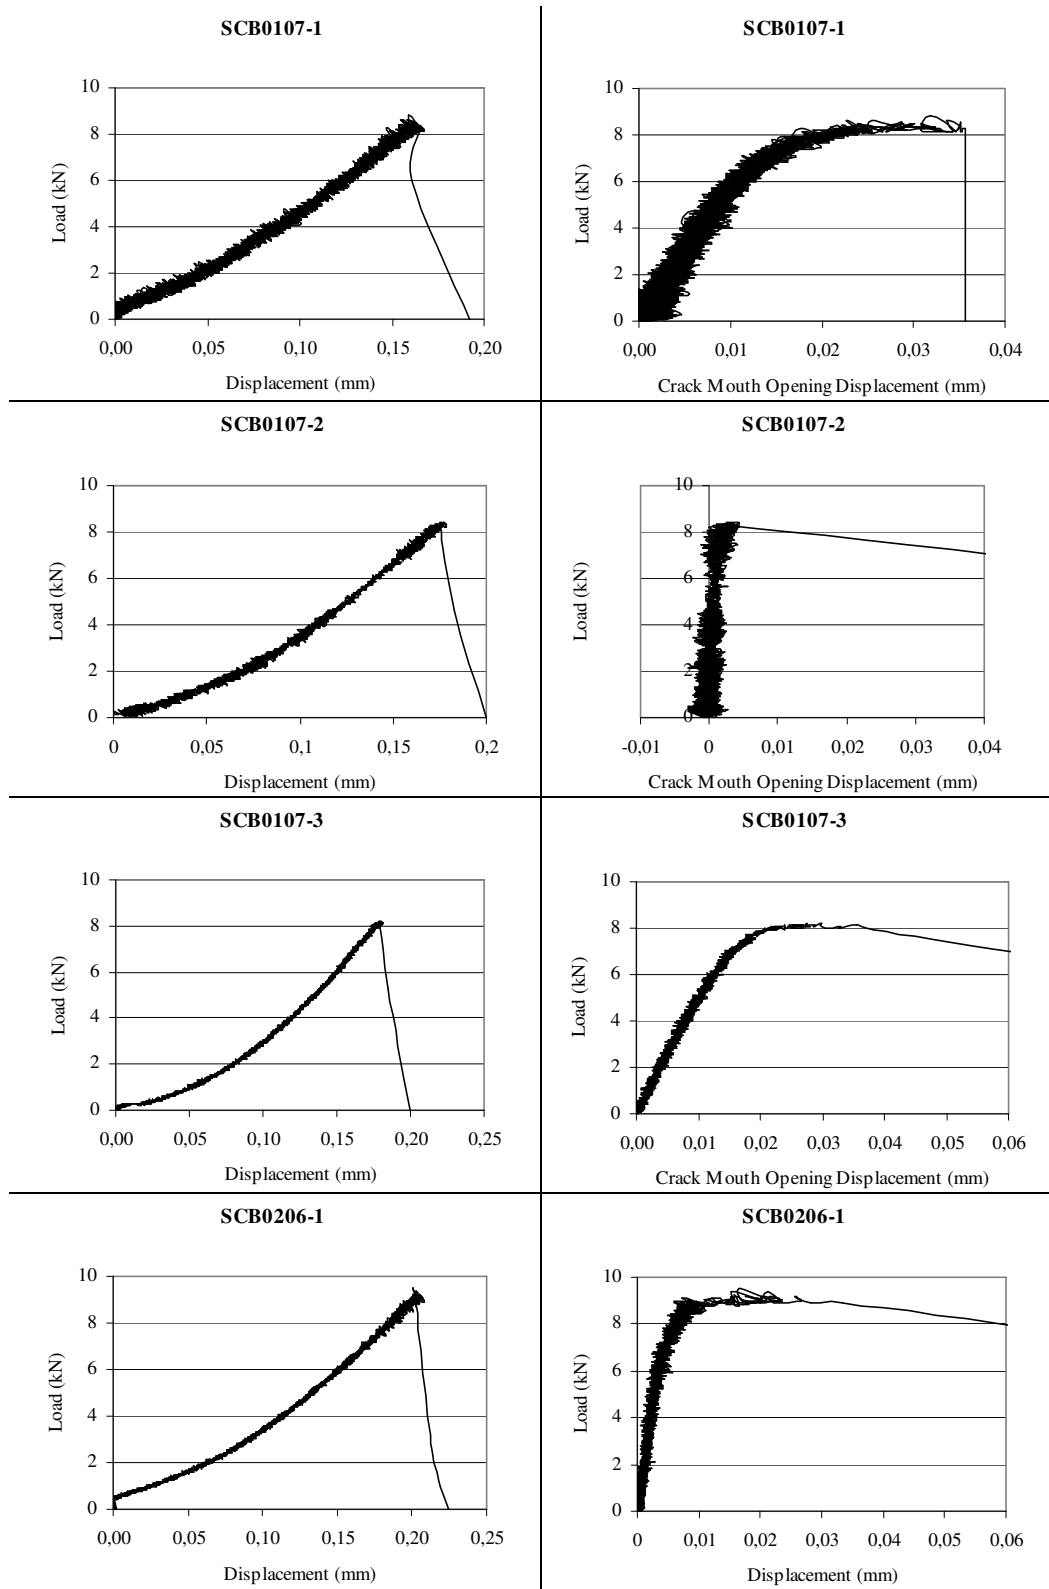 SCB0107-1
10
8
6
4
2
0
Load (kN)
0,00 0,05 0,10 0,15 0,20
Displacement (mm)
SCB0107-1
10
8
6
4
2
0
Load (kN)
0,00 0,01 0,02 0,03 0,04
Crack Mouth Opening Displacement (mm)
SCB0107-2
10
8
6
4
2
0
Load (kN)
0 0,05 0,1 0,15 0,2
Displacement (mm)
SCB0107-2
10
8
6
4
2
0
Load (kN)
-0,01 0 0,01 0,02 0,03 0,04
Crack Mouth Opening Displacement (mm)
SCB0107-3
10
8
6
4
2
0
Load (kN)
0,00 0,05 0,10 0,15 0,20 0,25
Displacement (mm)
SCB0107-3
10
8
6
4
2
0
Load (kN)
0,00 0,01 0,02 0,03 0,04 0,05 0,06
Crack Mouth Opening Displacement (mm)
SCB0206-1
10
8
6
4
2
0
Load (kN)
0,00 0,05 0,10 0,15 0,20 0,25
Displacement (mm)
SCB0206-1
10
8
6
4
2
0
Load (kN)
0 0,01 0,02 0,03 0,04 0,05 0,06
Displacement (mm)